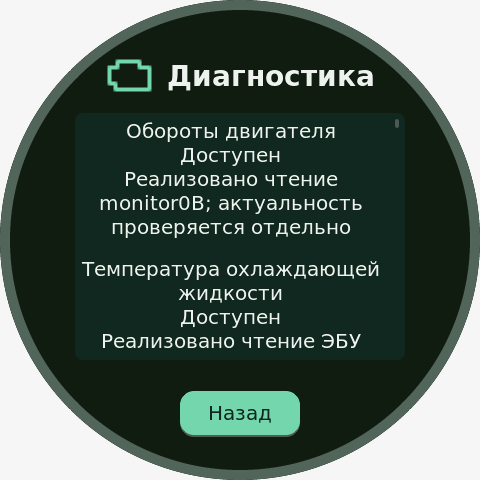 Диагностика
Обороты двигателя
Доступен
Реализовано чтение
monitor0B; актуальность
проверяется отдельно
Температура охлаждающей
жидкости
Доступен
Реализовано чтение ЭБУ
Назад